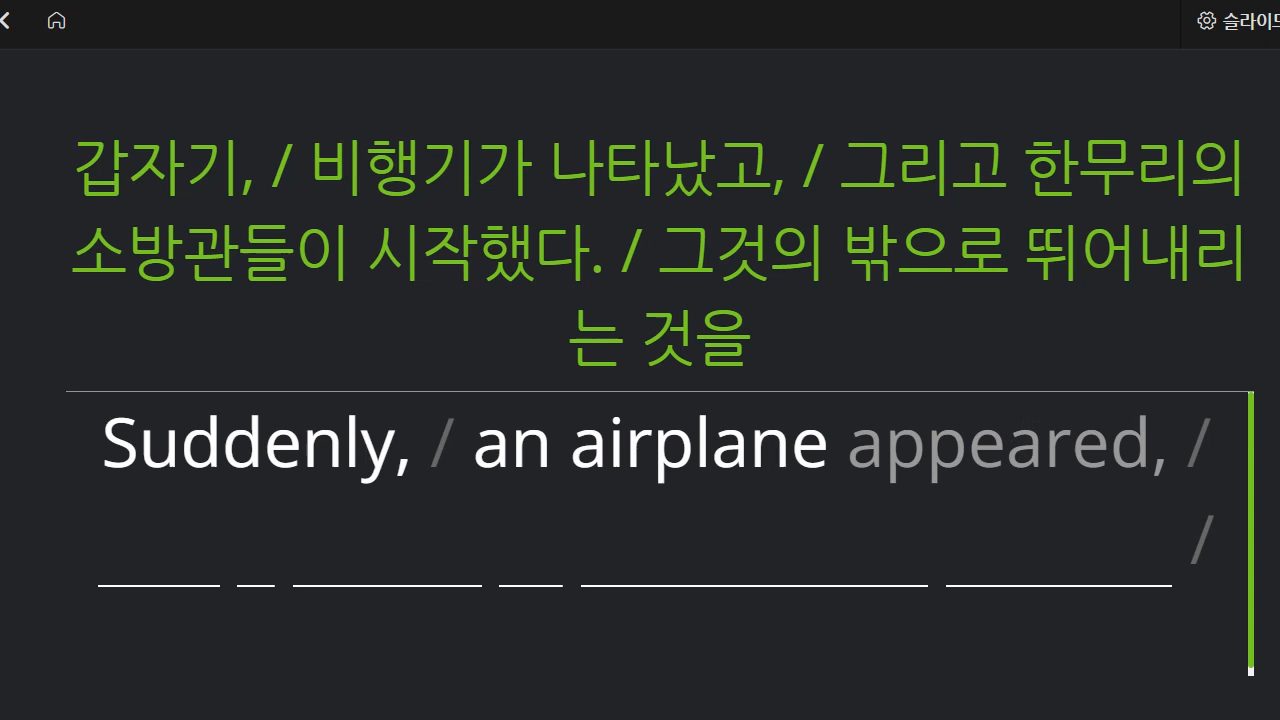 슬라이드
갑자기, / 비행기가 나타났고, / 그리고 한무리의
소방관들이 시작했다. / 그것의 밖으로 뛰어내리
는 것을
Suddenly, / an airplane appeared, /
/